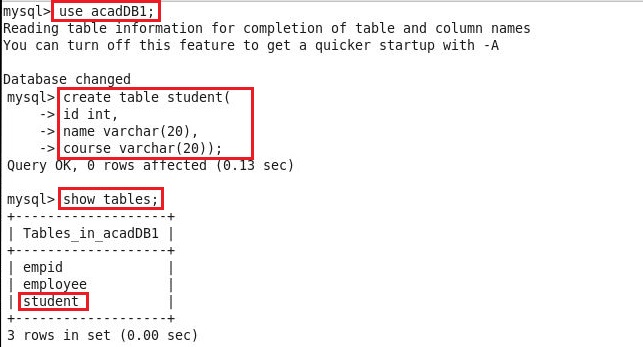 mysql> use acadDB1;
Reading table information for completion of table and column names
You can turn off this feature to get a quicker startup with -A

Database changed
mysql> create table student(
    -> id int,
    -> name varchar(20),
    -> course varchar(20));
Query OK, 0 rows affected (0.13 sec)

mysql> show tables;
+-------------------+
| Tables_in_acadDB1 |
+-------------------+
| empid             |
| employee          |
| student           |
+-------------------+
3 rows in set (0.00 sec)